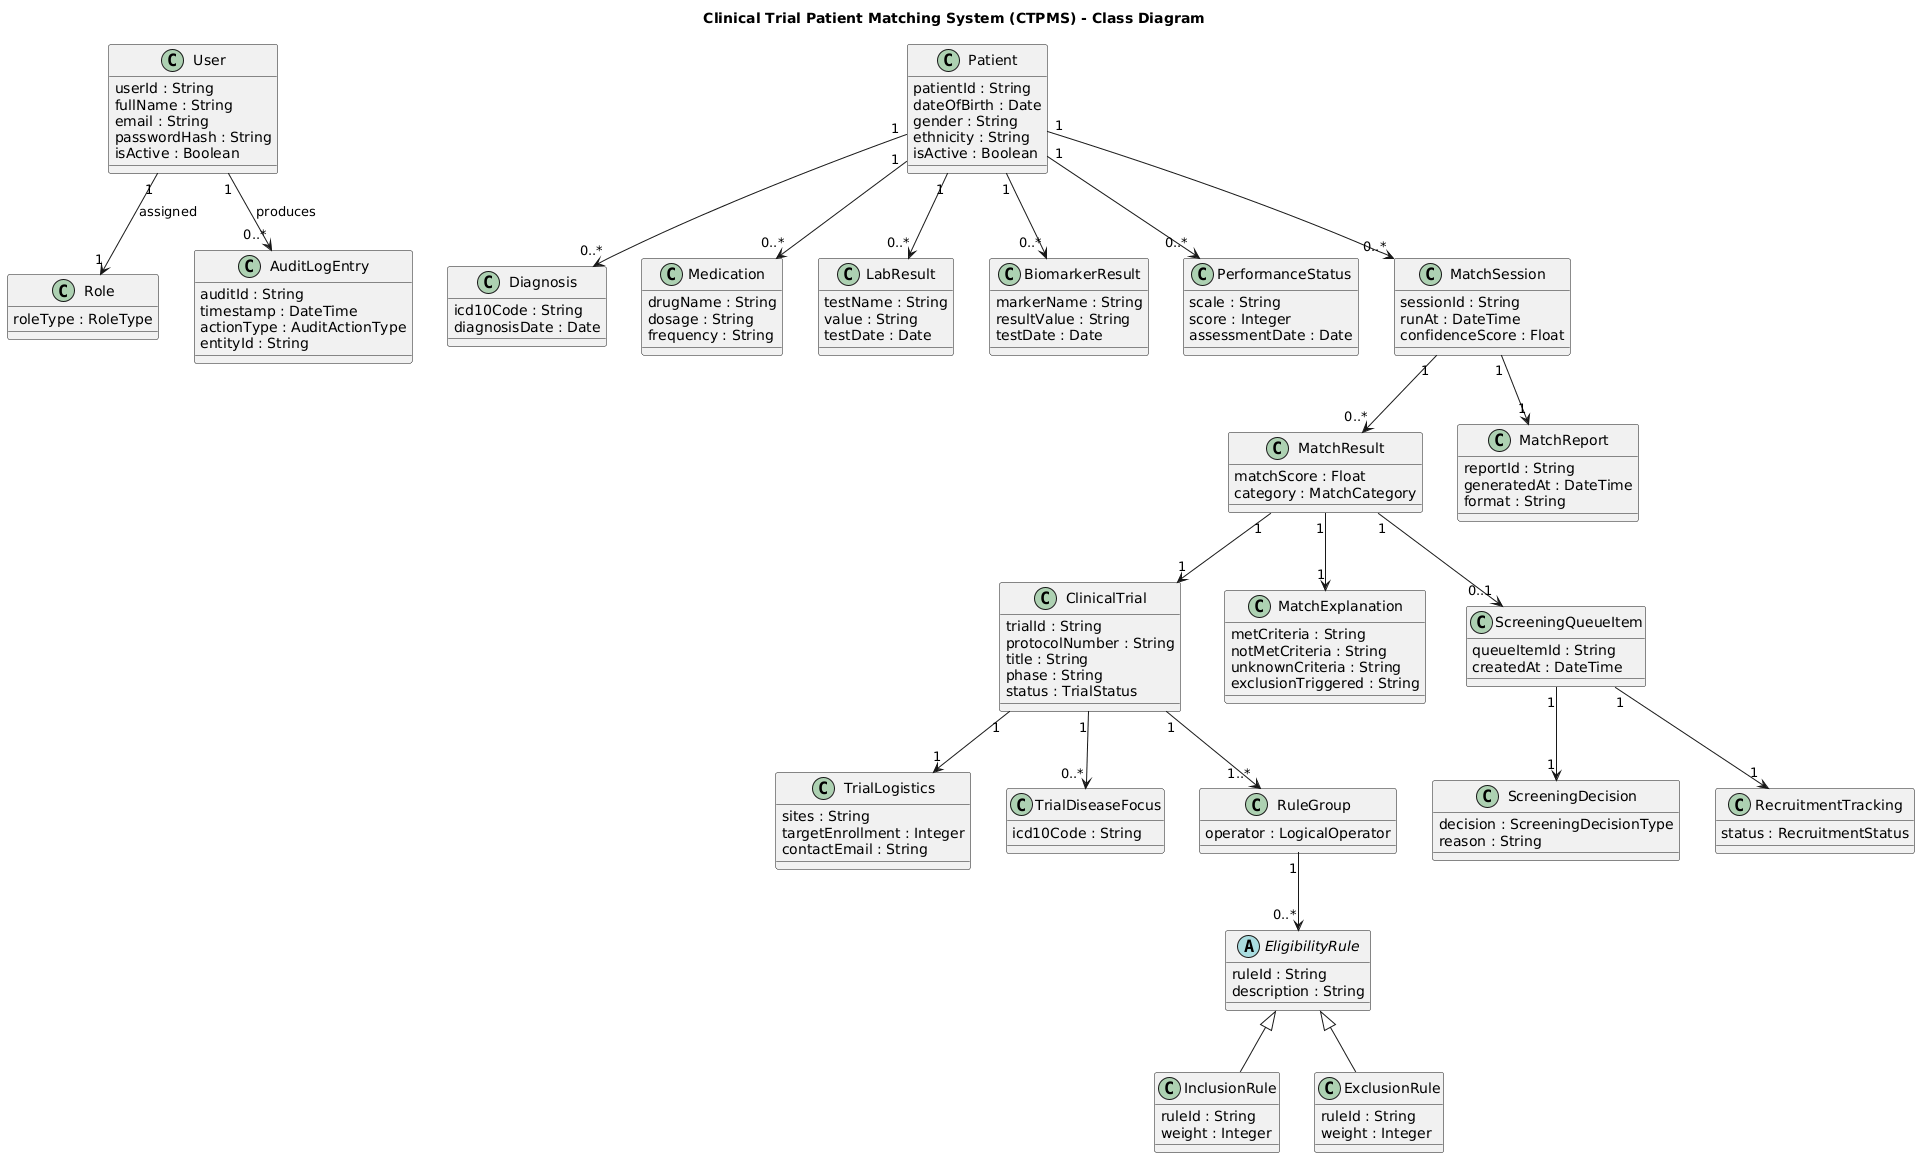 Clinical Trial Patient Matching System (CTPMS) - Class Diagram
C User
userId : String
fullName : String
email : String
passwordHash : String
isActive : Boolean
C Patient
patientId : String
dateOfBirth : Date
gender : String
ethnicity : String
isActive : Boolean
1
1
assigned
1
0..*
produces
1
0..*
1
0..*
1
0..*
1
0..*
1
0..*
1
0..*
C Role
roleType : RoleType
C AuditLogEntry
auditId : String
timestamp : DateTime
actionType : AuditActionType
entityId : String
C Diagnosis
icd10Code : String
diagnosisDate : Date
C Medication
drugName : String
dosage : String
frequency : String
C LabResult
testName : String
value : String
testDate : Date
C BiomarkerResult
markerName : String
resultValue : String
testDate : Date
C PerformanceStatus
scale : String
score : Integer
assessmentDate : Date
C MatchSession
sessionId : String
runAt : DateTime
confidenceScore : Float
1
0..*
1
1
C MatchResult
matchScore : Float
category : MatchCategory
C MatchReport
reportId : String
generatedAt : DateTime
format : String
1
1
1
1
1
0..1
C ClinicalTrial
trialId : String
protocolNumber : String
title : String
phase : String
status : TrialStatus
C MatchExplanation
metCriteria : String
notMetCriteria : String
unknownCriteria : String
exclusionTriggered : String
C ScreeningQueueItem
queueItemId : String
createdAt : DateTime
1
1
1
0..*
1
1..*
1
1
1
1
C TrialLogistics
sites : String
targetEnrollment : Integer
contactEmail : String
C TrialDiseaseFocus
icd10Code : String
C RuleGroup
operator : LogicalOperator
C ScreeningDecision
decision : ScreeningDecisionType
reason : String
C RecruitmentTracking
status : RecruitmentStatus
1
0..*
A EligibilityRule
ruleId : String
description : String
C InclusionRule
ruleId : String
weight : Integer
C ExclusionRule
ruleId : String
weight : Integer